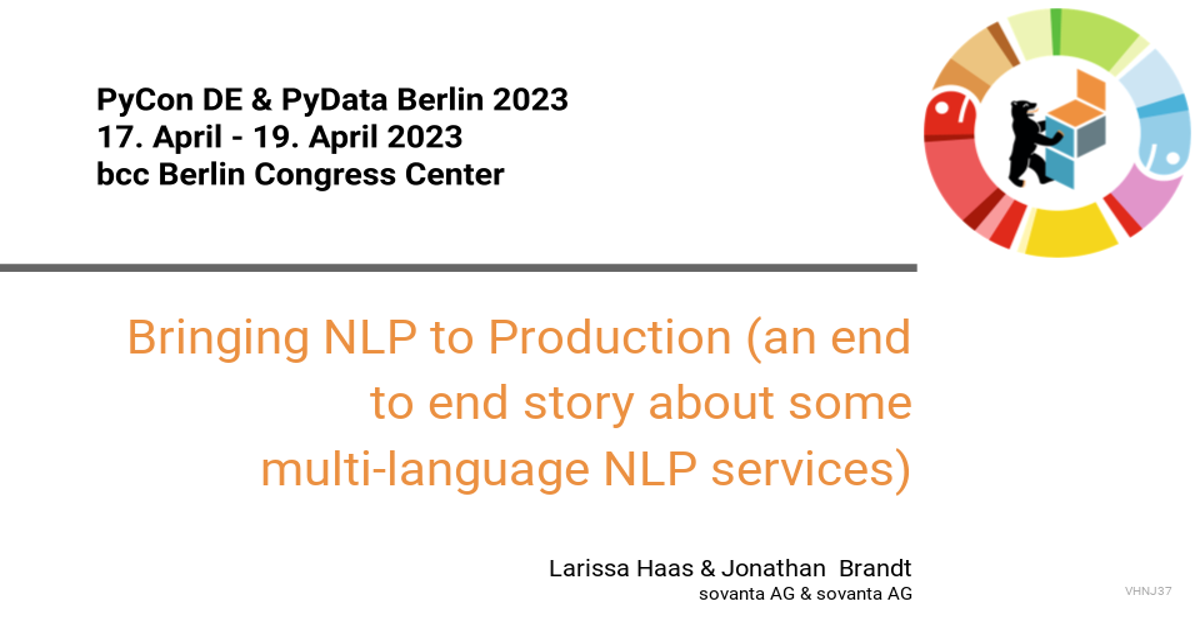 PyCon DE & PyData Berlin 2023
17. April - 19. April 2023
bcc Berlin Congress Center
Bringing NLP to Production (an end
to end story about some
multi-language NLP services)
Larissa Haas & Jonathan  Brandt
sovanta AG & sovanta AG
VHNJ37